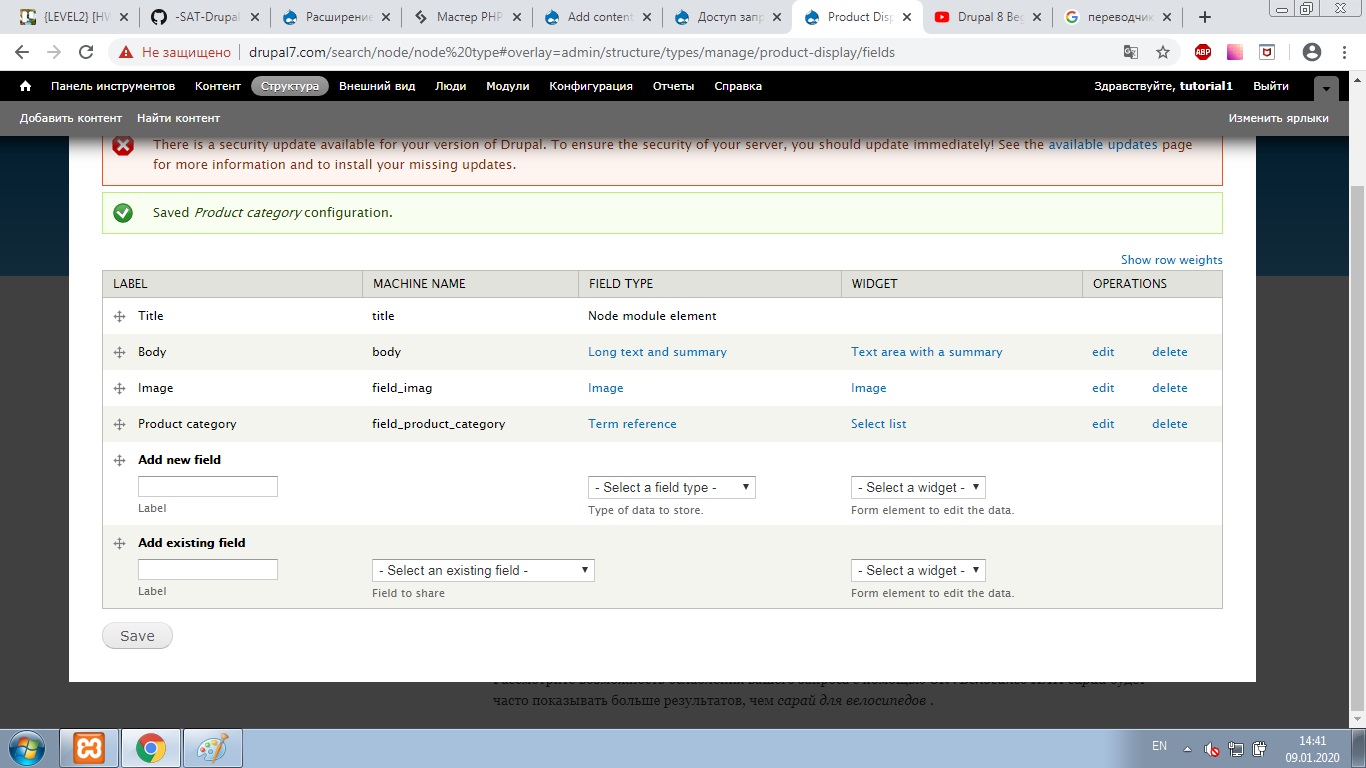 {LEVEL2} [HW
-SAT-Drupal
Расширение
Мастер PHP
Add content
Доступ запр
Product Disp
Drupal 8 Beg
переводчик
Не защищено
drupal7.com/search/node/node%20type#overlay=admin/structure/types/manage/product-display/fields
ABP
Панель инструментов Контент Структура Внешний вид Люди Модули Конфигурация Отчеты Справка Здравствуйте, tutorial1 Выйти
Добавить контент Найти контент Изменить ярлыки
There is a security update available for your version of Drupal. To ensure the security of your server, you should update immediately! See the available updates page
for more information and to install your missing updates.
Saved Product category configuration.
Show row weights
LABEL MACHINE NAME FIELD TYPE WIDGET OPERATIONS
Title title Node module element
Body body Long text and summary Text area with a summary edit delete
Image field_imag Image Image edit delete
Product category field_product_category Term reference Select list edit delete
Add new field
- Select a field type - - Select a widget -
Label Type of data to store. Form element to edit the data.
Add existing field
- Select an existing field - - Select a widget -
Label Field to share Form element to edit the data.
Save
часто показывать больше результатов, чем сарай для велосипедов .
EN
14:41
09.01.2020